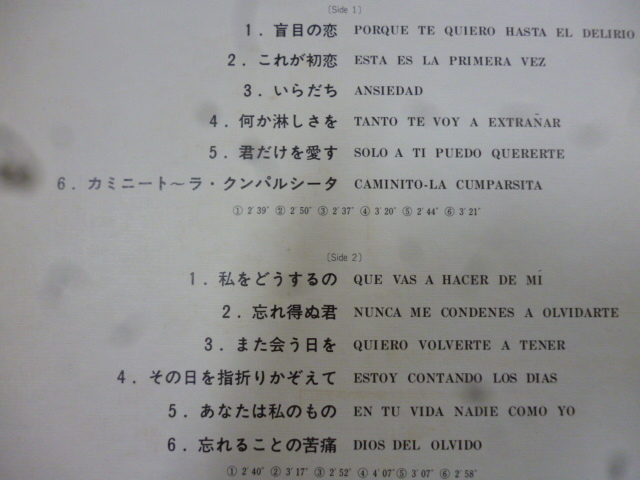 〔Side 1〕
1．盲目の恋 PORQUE TE QUIERO HASTA EL DELIRIO
2．これが初恋 ESTA ES LA PRIMERA VEZ
3．いらだち ANSIEDAD
4．何か淋しさを TANTO TE VOY A EXTRAÑAR
5．君だけを愛す SOLO A TI PUEDO QUERERTE
6．カミニート〜ラ・クンパルシータ CAMINITO-LA CUMPARSITA
① 2′39″ ② 2′50″ ③ 2′37″ ④ 3′20″ ⑤ 2′44″ ⑥ 3′21″
〔Side 2〕
1．私をどうするの QUE VAS A HACER DE MÍ
2．忘れ得ぬ君 NUNCA ME CONDENES A OLVIDARTE
3．また会う日を QUIERO VOLVERTE A TENER
4．その日を指折りかぞえて ESTOY CONTANDO LOS DIAS
5．あなたは私のもの EN TU VIDA NADIE COMO YO
6．忘れることの苦痛 DIOS DEL OLVIDO
① 2′40″ ② 3′17″ ③ 2′52″ ④ 4′07″ ⑤ 3′07″ ⑥ 2′58″